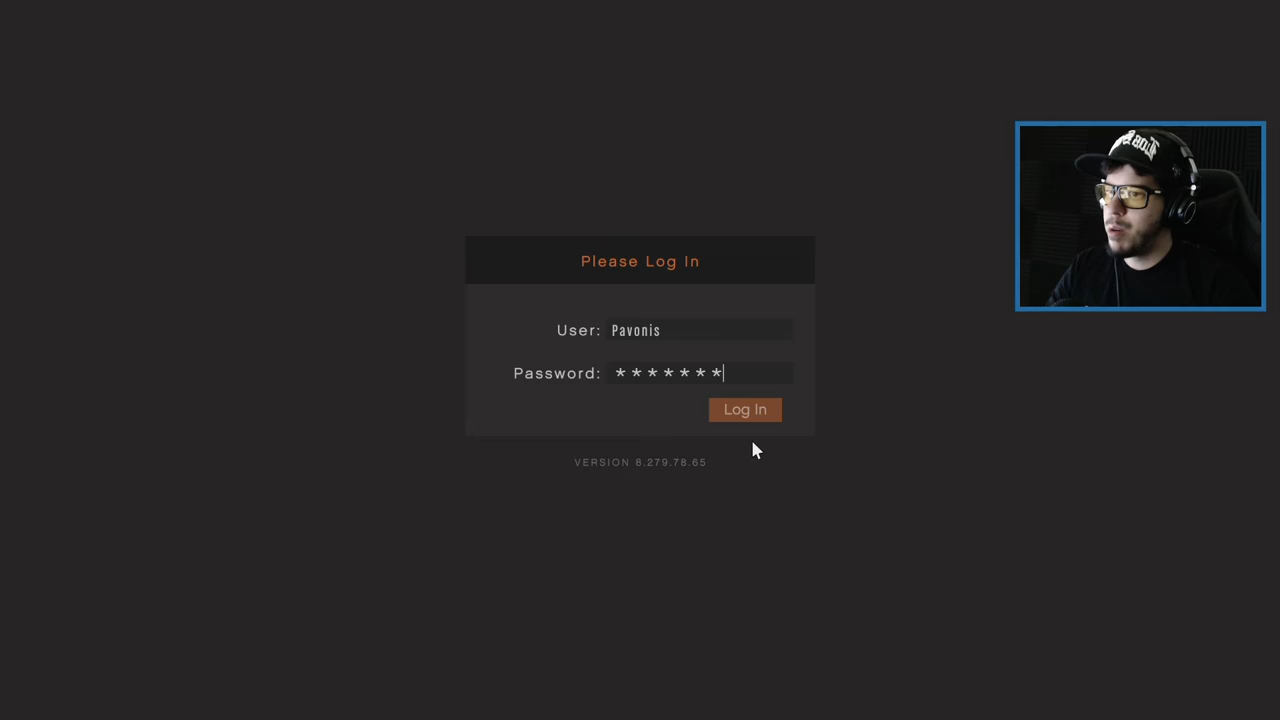 Please Log In
User: Pavonis
Password: *******
Log In
VERSION 8.279.78.65